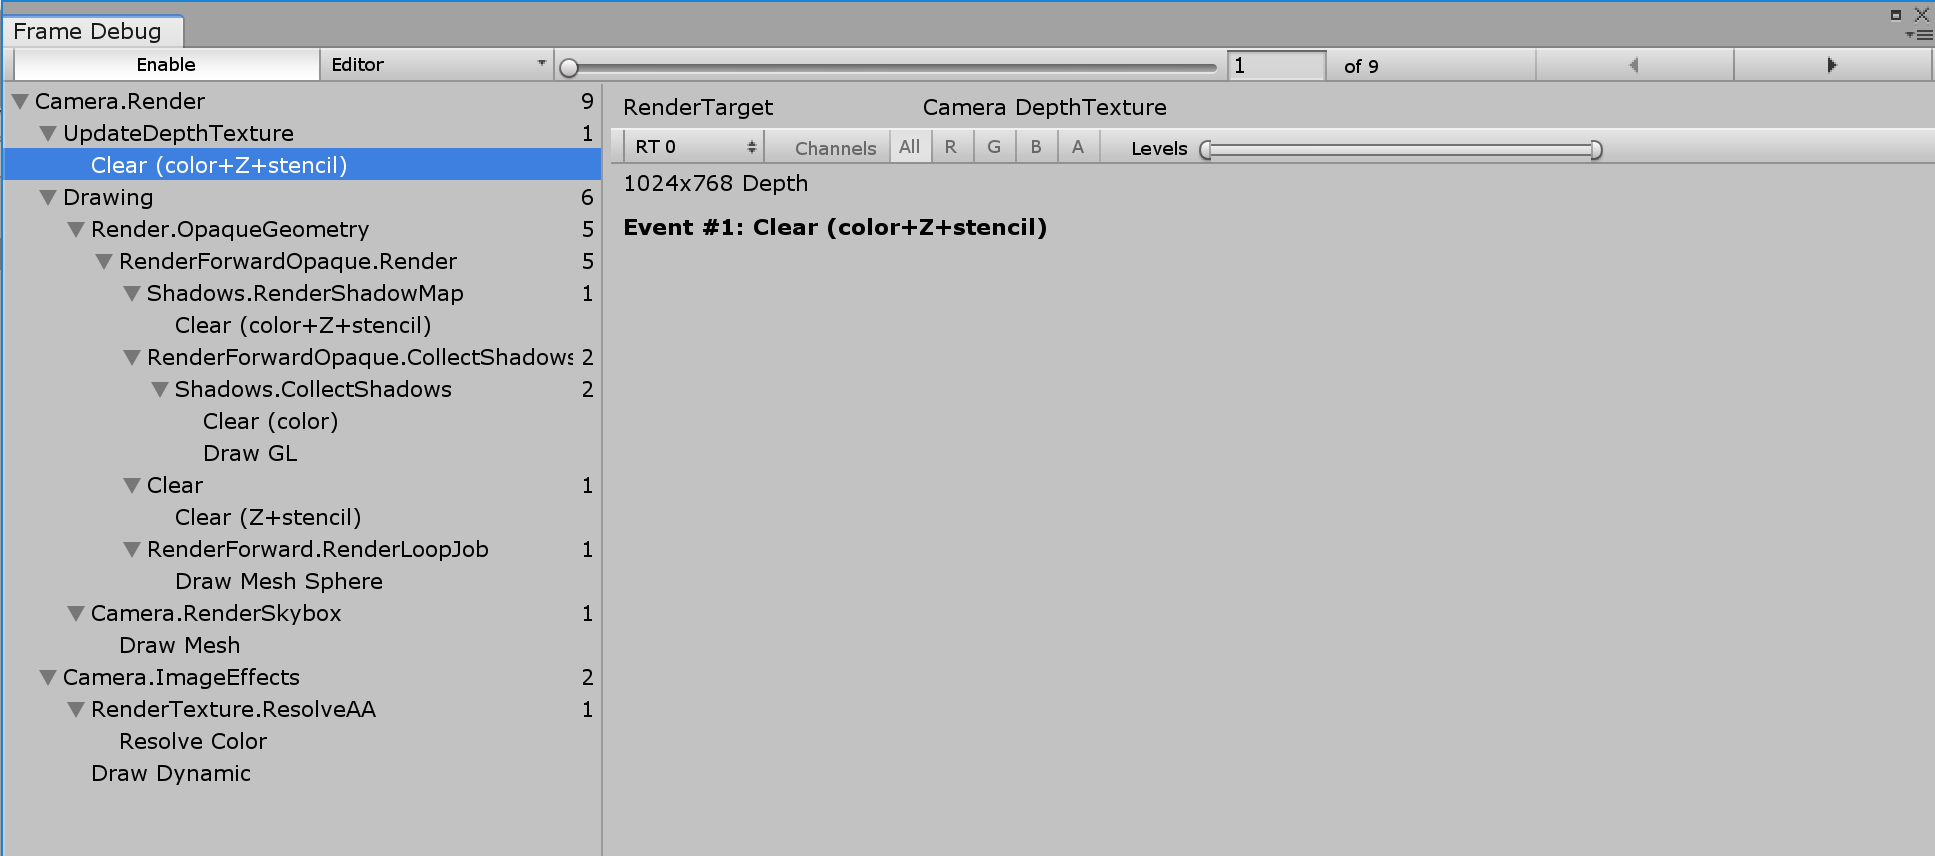 Frame Debug
Enable Editor 1 of 9
Camera.Render 9
UpdateDepthTexture 1
Clear (color+Z+stencil)
Drawing 6
Render.OpaqueGeometry 5
RenderForwardOpaque.Render 5
Shadows.RenderShadowMap 1
Clear (color+Z+stencil)
RenderForwardOpaque.CollectShadows 2
Shadows.CollectShadows 2
Clear (color)
Draw GL
Clear 1
Clear (Z+stencil)
RenderForward.RenderLoopJob 1
Draw Mesh Sphere
Camera.RenderSkybox 1
Draw Mesh
Camera.ImageEffects 2
RenderTexture.ResolveAA 1
Resolve Color
Draw Dynamic
RenderTarget Camera DepthTexture
RT 0 Channels All R G B A Levels
1024x768 Depth
Event #1: Clear (color+Z+stencil)